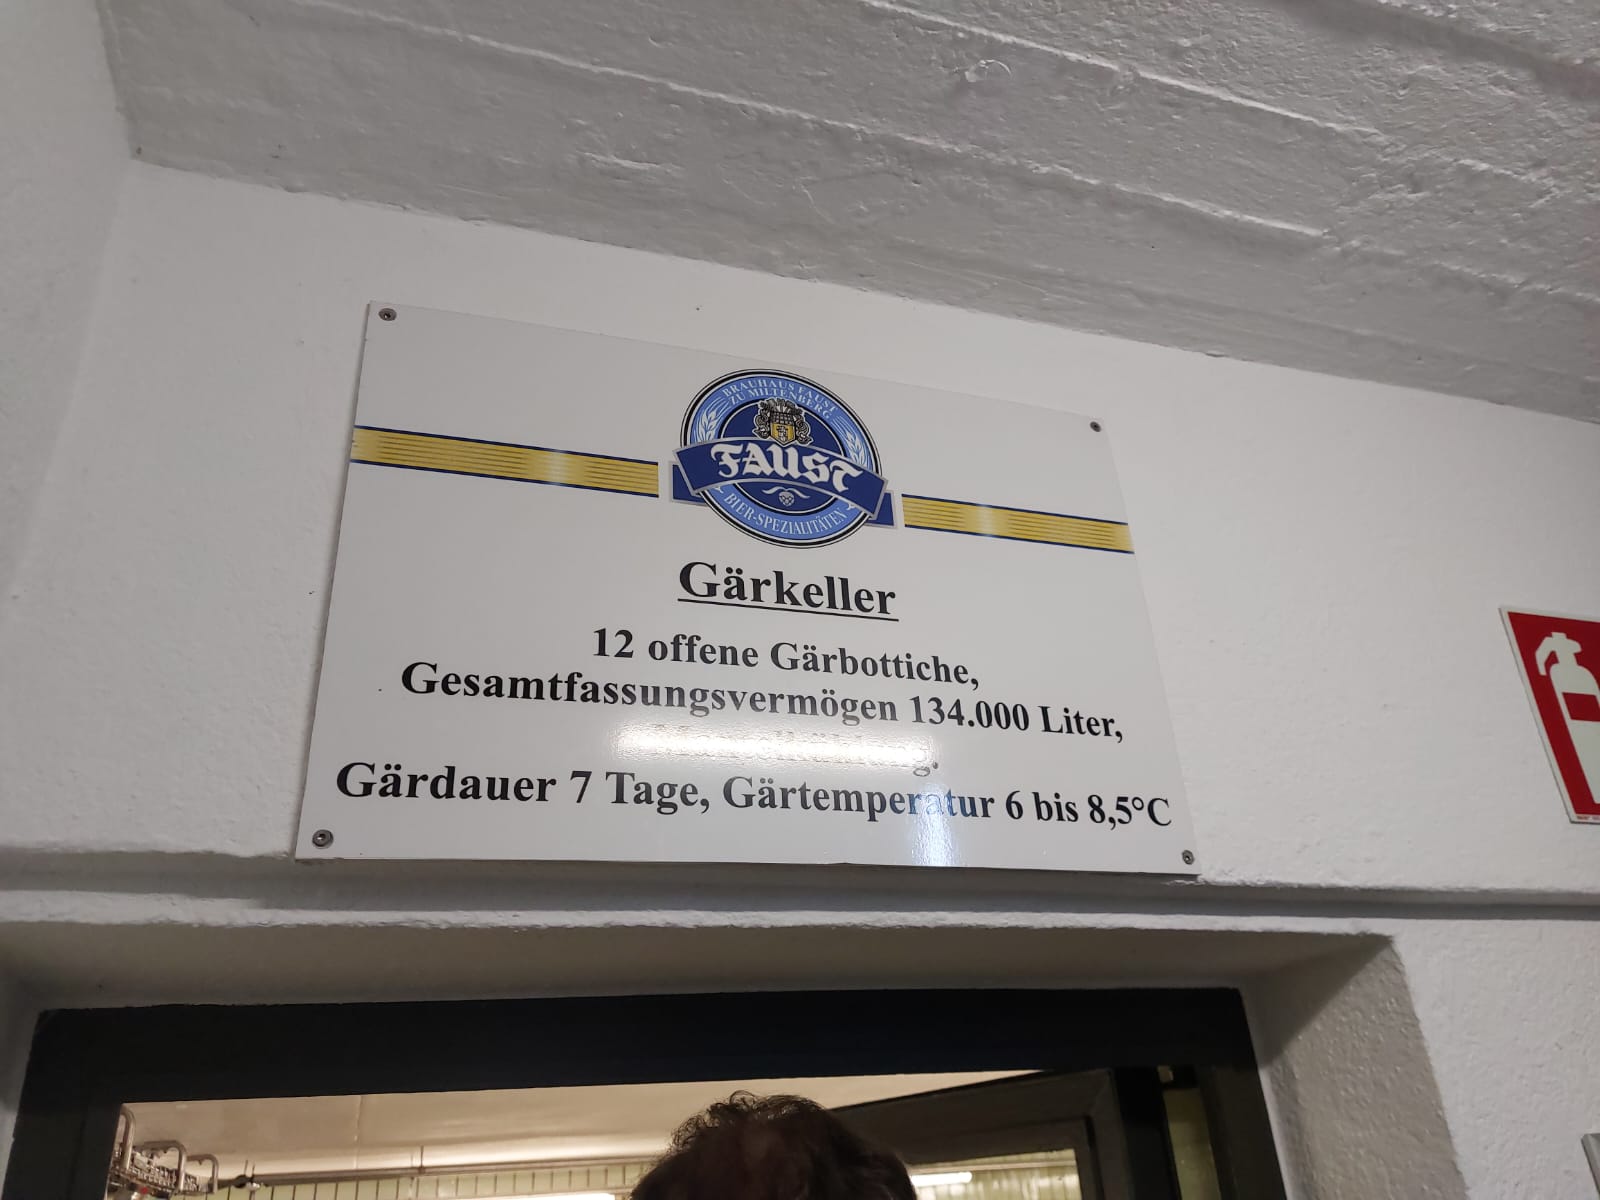 BRAUHAUS FAUST
ZU MILTENBERG
FAUST
BIER-SPEZIALITÄTEN
Gärkeller
12 offene Gärbottiche,
Gesamtfassungsvermögen 134.000 Liter,
Gärdauer 7 Tage, Gärtemperatur 6 bis 8,5°C